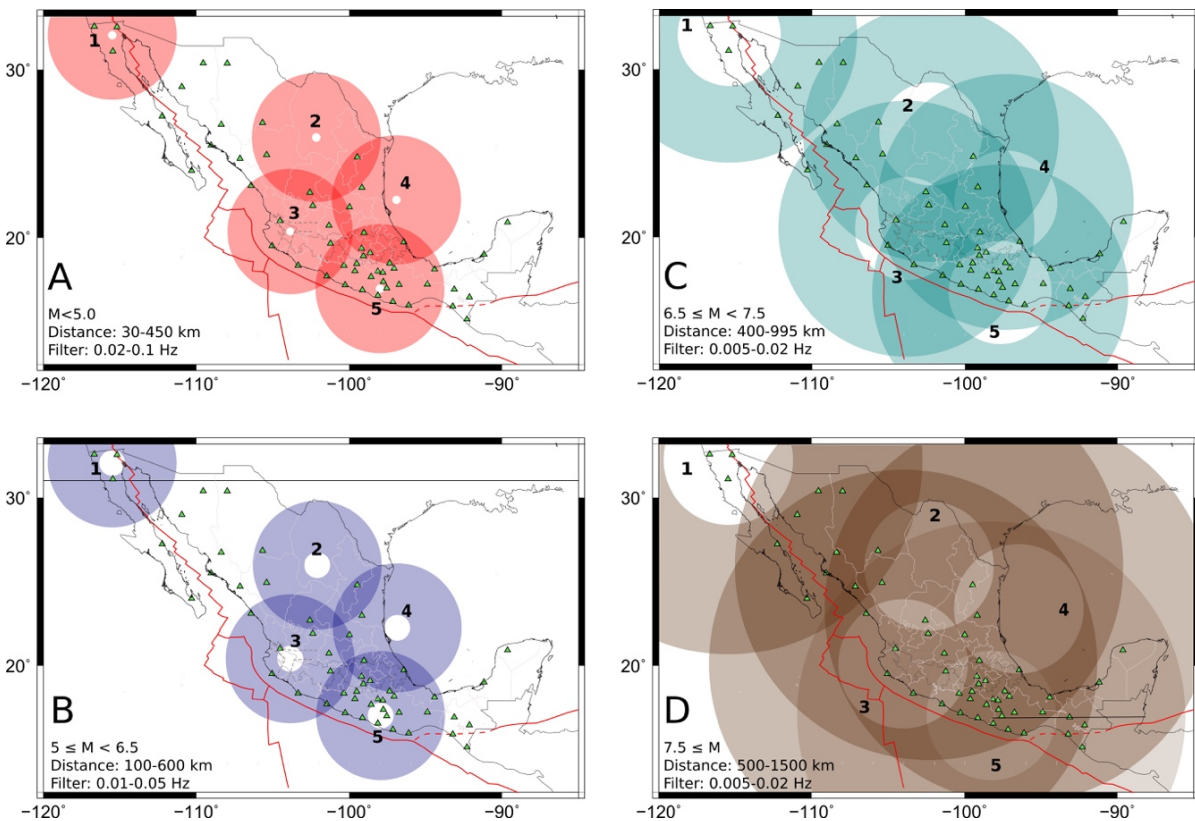 30°
20°
−120°
−110°
−100°
−90°
1
2
3
4
5
A
M<5.0
Distance: 30-450 km
Filter: 0.02-0.1 Hz
30°
20°
−120°
−110°
−100°
−90°
1
2
3
4
5
C
6.5 ≤ M < 7.5
Distance: 400-995 km
Filter: 0.005-0.02 Hz
30°
20°
−120°
−110°
−100°
−90°
1
2
3
4
5
B
5 ≤ M < 6.5
Distance: 100-600 km
Filter: 0.01-0.05 Hz
30°
20°
−120°
−110°
−100°
−90°
1
2
3
4
5
D
7.5 ≤ M
Distance: 500-1500 km
Filter: 0.005-0.02 Hz